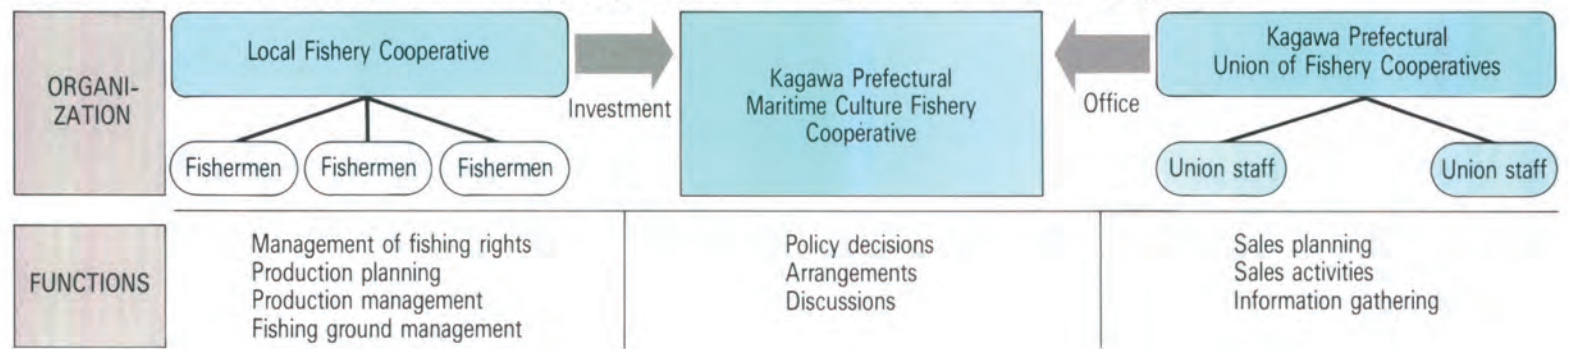 ORGANI-
ZATION
Local Fishery Cooperative
Fishermen
Fishermen
Fishermen
Investment
Kagawa Prefectural
Maritime Culture Fishery
Cooperative
Office
Kagawa Prefectural
Union of Fishery Cooperatives
Union staff
Union staff
FUNCTIONS
Management of fishing rights
Production planning
Production management
Fishing ground management
Policy decisions
Arrangements
Discussions
Sales planning
Sales activities
Information gathering